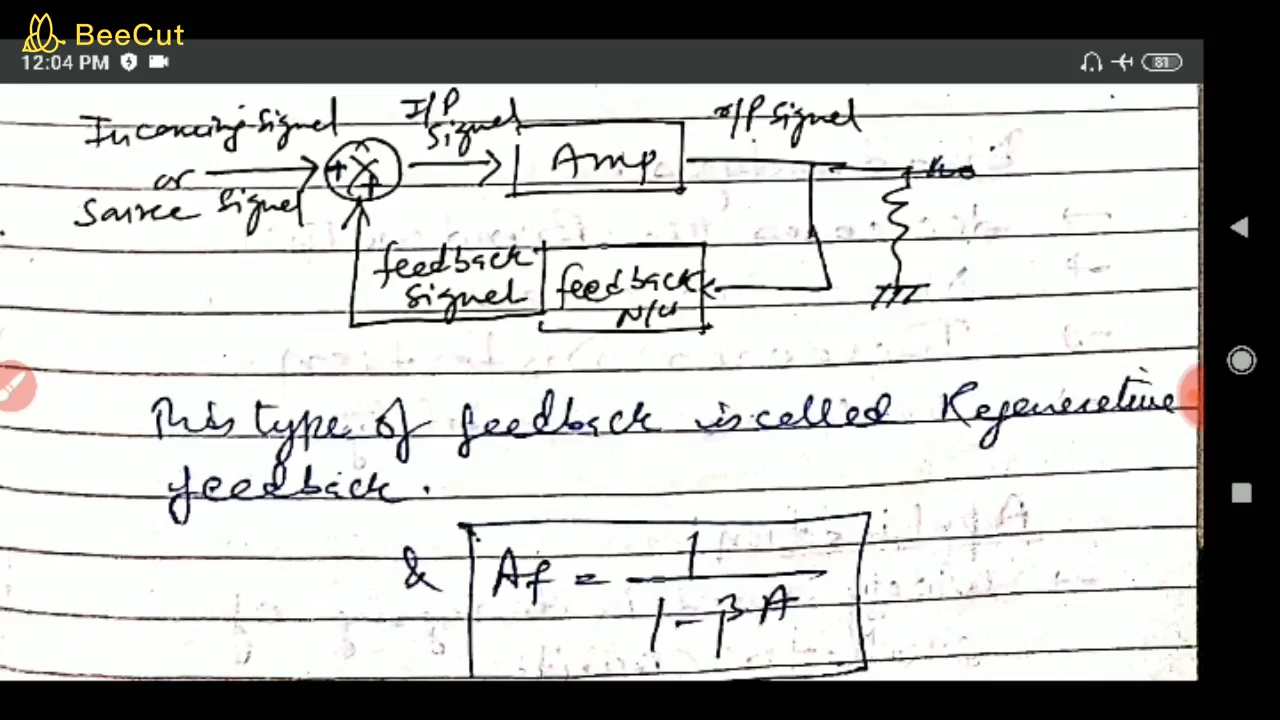 BeeCut
12:04 PM
81
Incoming signal
or
Source signal
I/P
signal
Amp
O/P signal
+
+
feedback
signal
feedback
N/W
This type of feedback is called Regenerative
feedback.
& Af = 1 / 1 - βA